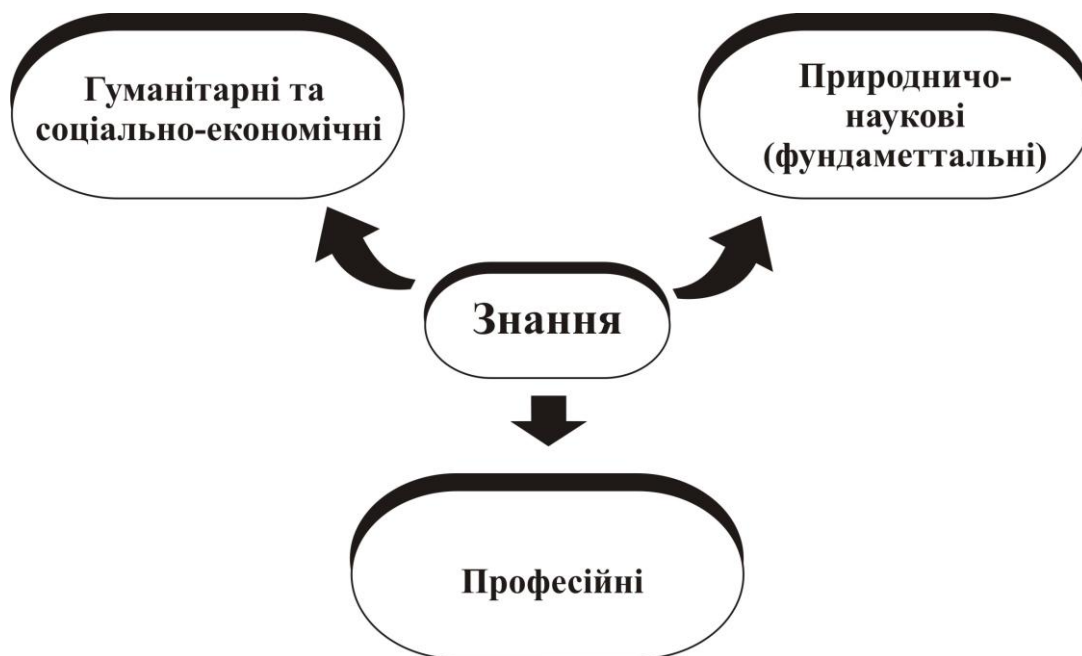 Гуманітарні та
соціально-економічні
Природничо-
наукові
(фундаметтальні)
Знання
Професійні